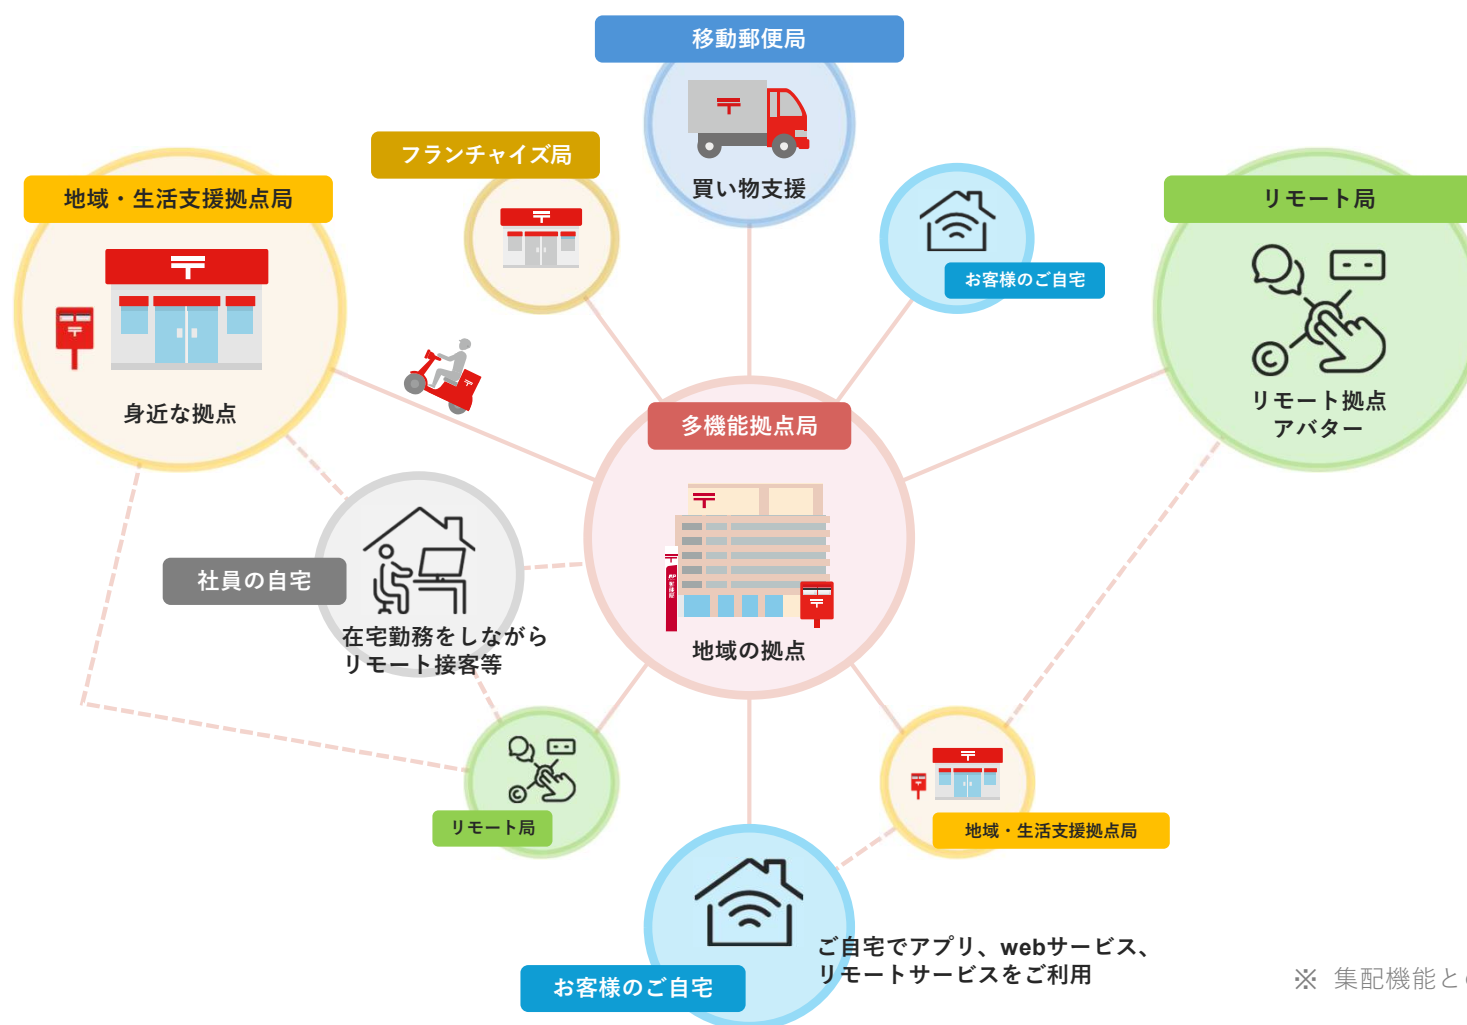 移動郵便局
買い物支援
フランチャイズ局
地域・生活支援拠点局
身近な拠点
お客様のご自宅
リモート局
リモート拠点
アバター
多機能拠点局
地域の拠点
社員の自宅
在宅勤務をしながら
リモート接客等
リモート局
地域・生活支援拠点局
お客様のご自宅
ご自宅でアプリ、webサービス、
リモートサービスをご利用
※ 集配機能と